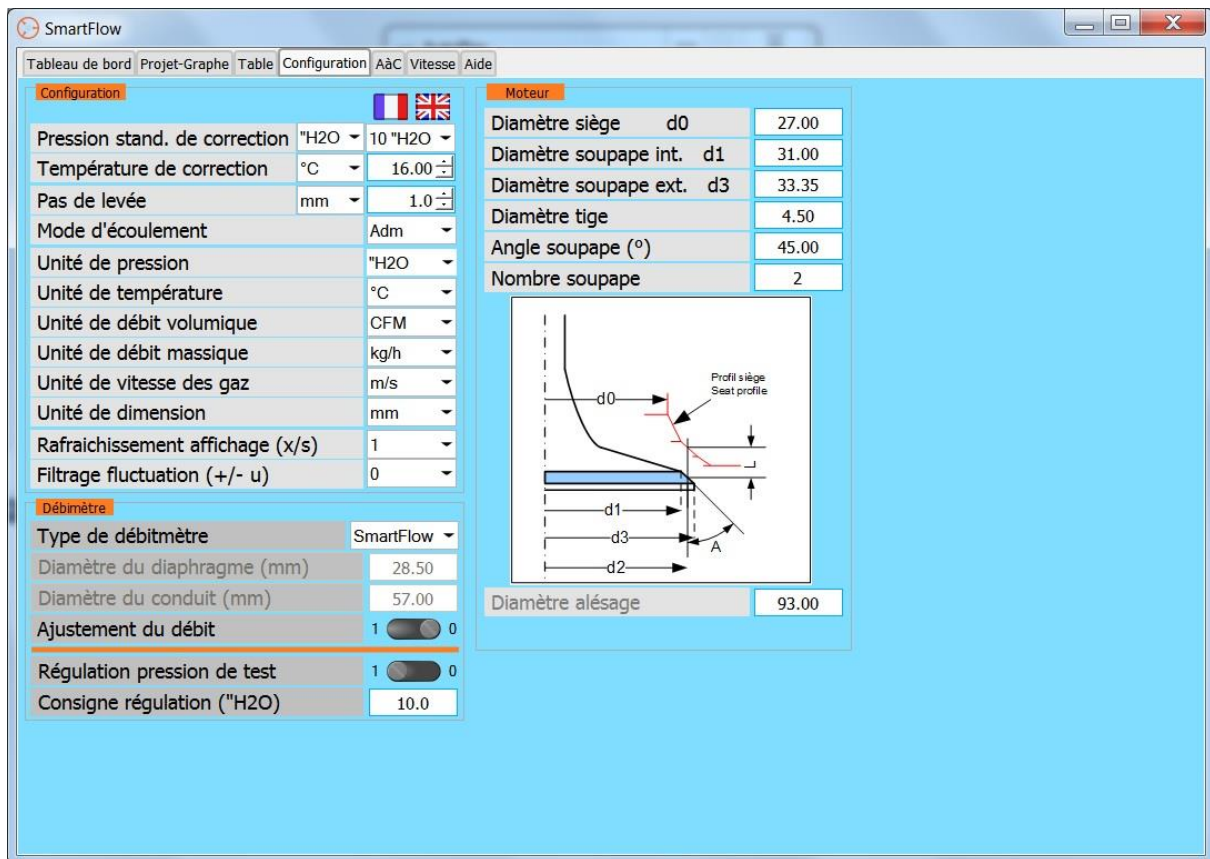 SmartFlow
Tableau de bord Projet-Graphe Table Configuration AàC Vitesse Aide
Configuration
Pression stand. de correction "H2O 10 "H2O
Température de correction °C 16.00
Pas de levée mm 1.0
Mode d'écoulement Adm
Unité de pression "H2O
Unité de température °C
Unité de débit volumique CFM
Unité de débit massique kg/h
Unité de vitesse des gaz m/s
Unité de dimension mm
Rafraichissement affichage (x/s) 1
Filtrage fluctuation (+/- u) 0
Débimètre
Type de débitmètre SmartFlow
Diamètre du diaphragme (mm) 28.50
Diamètre du conduit (mm) 57.00
Ajustement du débit 1 0
Régulation pression de test 1 0
Consigne régulation ("H2O) 10.0
Moteur
Diamètre siège d0 27.00
Diamètre soupape int. d1 31.00
Diamètre soupape ext. d3 33.35
Diamètre tige 4.50
Angle soupape (º) 45.00
Nombre soupape 2
Profil siège
Seat profile
d0
L
d1
d3
A
d2
Diamètre alésage 93.00